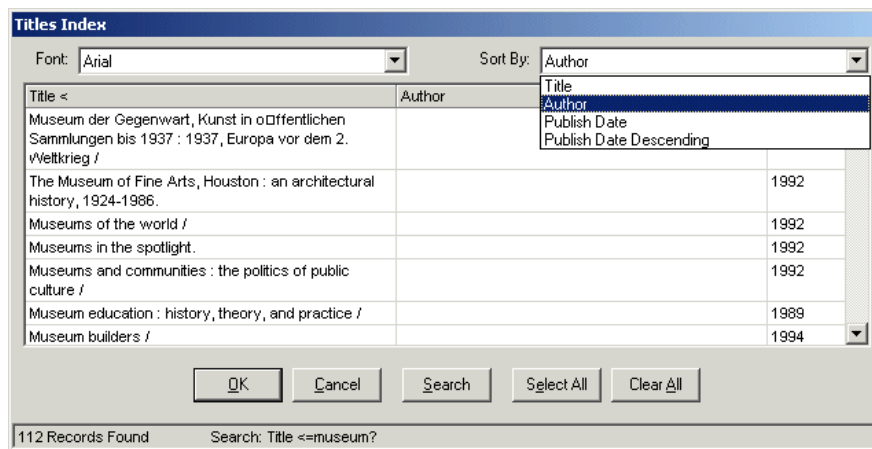 Titles Index
Font: Arial Sort By: Author
Title
Author
Publish Date
Publish Date Descending
Title < Author
Museum der Gegenwart, Kunst in o□ffentlichen
Sammlungen bis 1937 : 1937, Europa vor dem 2.
Weltkrieg /
The Museum of Fine Arts, Houston : an architectural 1992
history, 1924-1986.
Museums of the world / 1992
Museums in the spotlight. 1992
Museums and communities : the politics of public 1992
culture /
Museum education : history, theory, and practice / 1989
Museum builders / 1994
OK Cancel Search Select All Clear All
112 Records Found Search: Title <=museum?